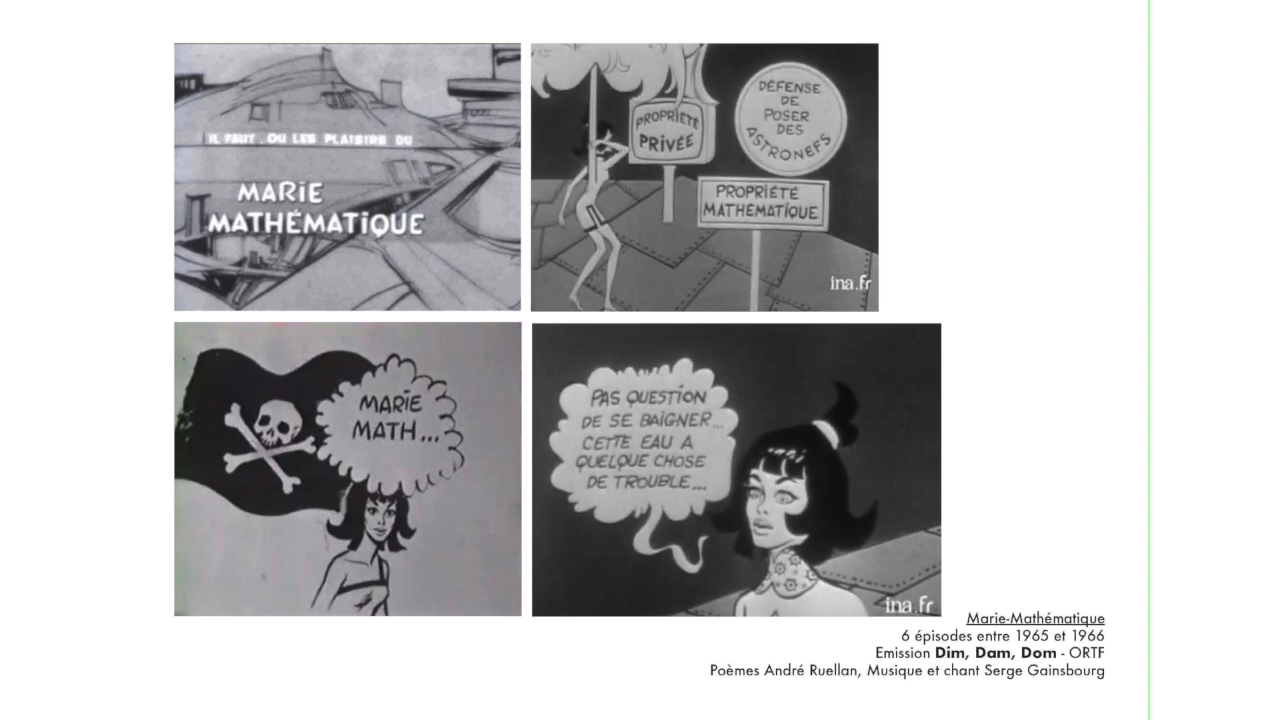 IL FAUT . OU LES PLAISIRS DU
MARiE
MATHÉMATiQUE
PROPRIÉTÉ
PRIVÉE
DÉFENSE
DE
POSER
DES
ASTRONEFS
PROPRIÉTÉ
MATHÉMATIQUE
ina.fr
MARiE
MATH...
PAS QUESTION
DE SE BAIGNER...
CETTE EAU A
QUELQUE CHOSE
DE TROUBLE...
ina.fr
Marie-Mathématique
6 épisodes entre 1965 et 1966
Emission Dim, Dam, Dom - ORTF
Poèmes André Ruellan, Musique et chant Serge Gainsbourg